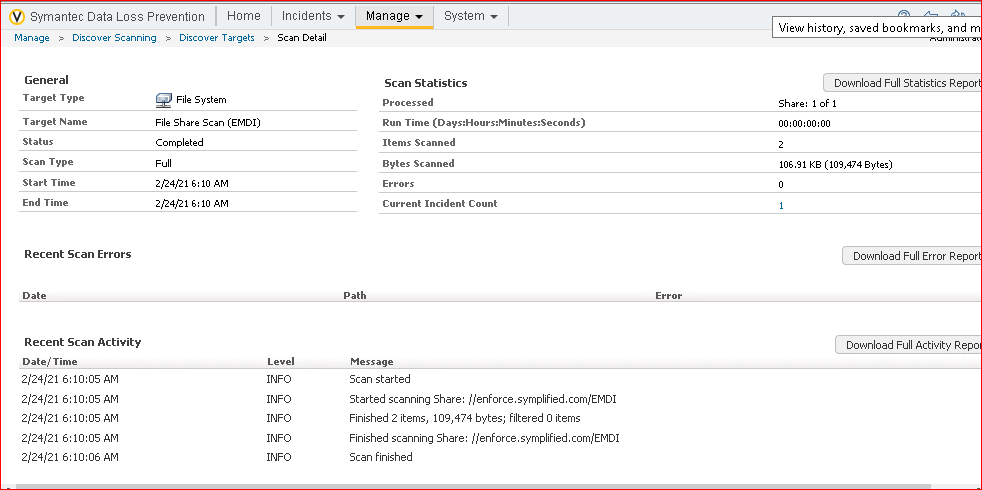 Symantec Data Loss Prevention Home Incidents Manage System
View history, saved bookmarks, and m
Manage > Discover Scanning > Discover Targets > Scan Detail
General
Target Type File System
Target Name File Share Scan (EMDI)
Status Completed
Scan Type Full
Start Time 2/24/21 6:10 AM
End Time 2/24/21 6:10 AM
Scan Statistics Download Full Statistics Report
Processed Share: 1 of 1
Run Time (Days:Hours:Minutes:Seconds) 00:00:00:00
Items Scanned 2
Bytes Scanned 106.91 KB (109,474 Bytes)
Errors 0
Current Incident Count 1
Recent Scan Errors Download Full Error Report
Date Path Error
Recent Scan Activity Download Full Activity Repor
Date/Time Level Message
2/24/21 6:10:05 AM INFO Scan started
2/24/21 6:10:05 AM INFO Started scanning Share: //enforce.symplified.com/EMDI
2/24/21 6:10:05 AM INFO Finished 2 items, 109,474 bytes; filtered 0 items
2/24/21 6:10:05 AM INFO Finished scanning Share: //enforce.symplified.com/EMDI
2/24/21 6:10:06 AM INFO Scan finished